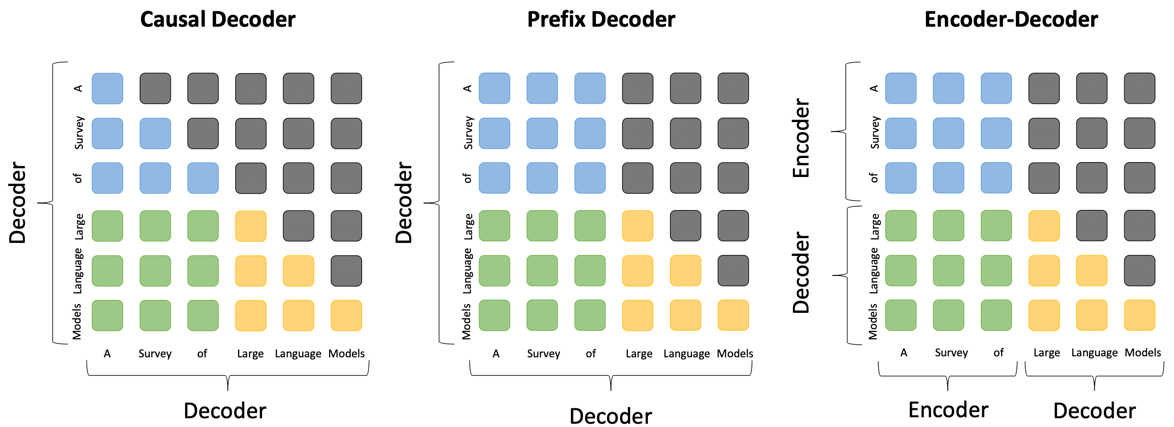 Causal Decoder
Decoder
A
Survey
of
Large
Language
Models
A Survey of Large Language Models
Decoder
Prefix Decoder
Decoder
A
Survey
of
Large
Language
Models
A Survey of Large Language Models
Decoder
Encoder-Decoder
Encoder
Decoder
A
Survey
of
Large
Language
Models
A Survey of Large Language Models
Encoder Decoder